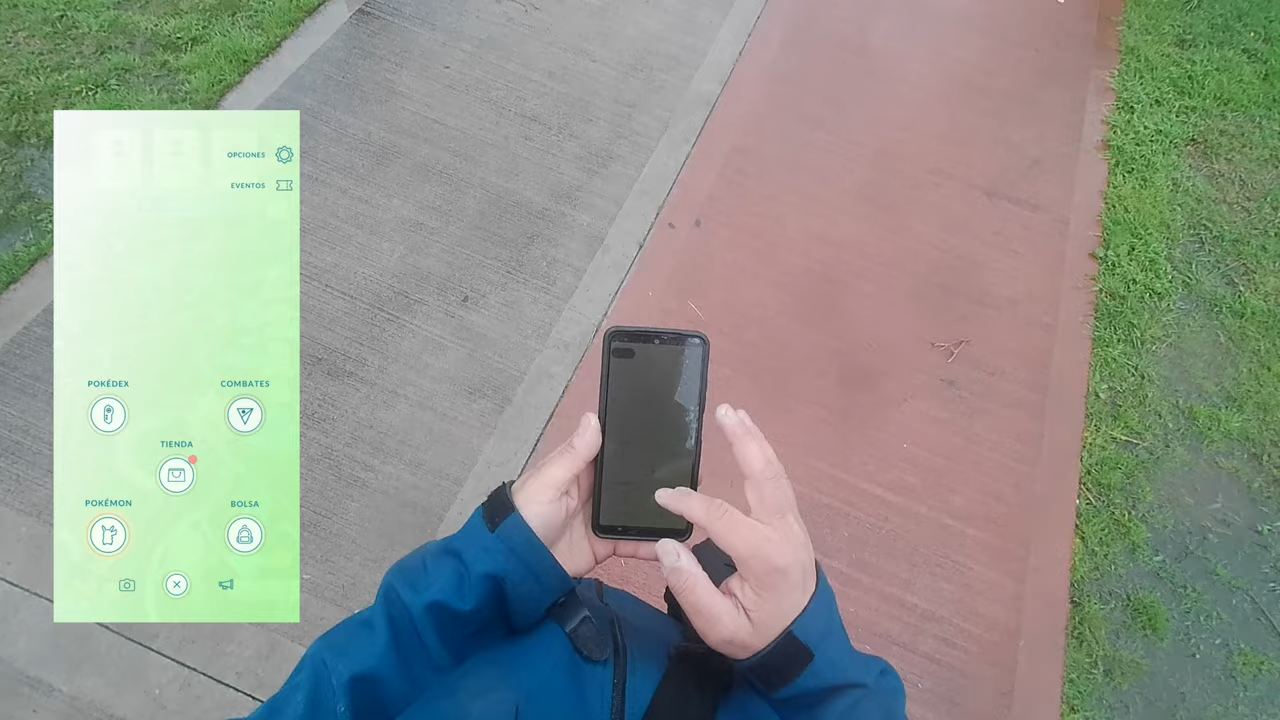 OPCIONES
EVENTOS
POKÉDEX
COMBATES
TIENDA
POKÉMON
BOLSA